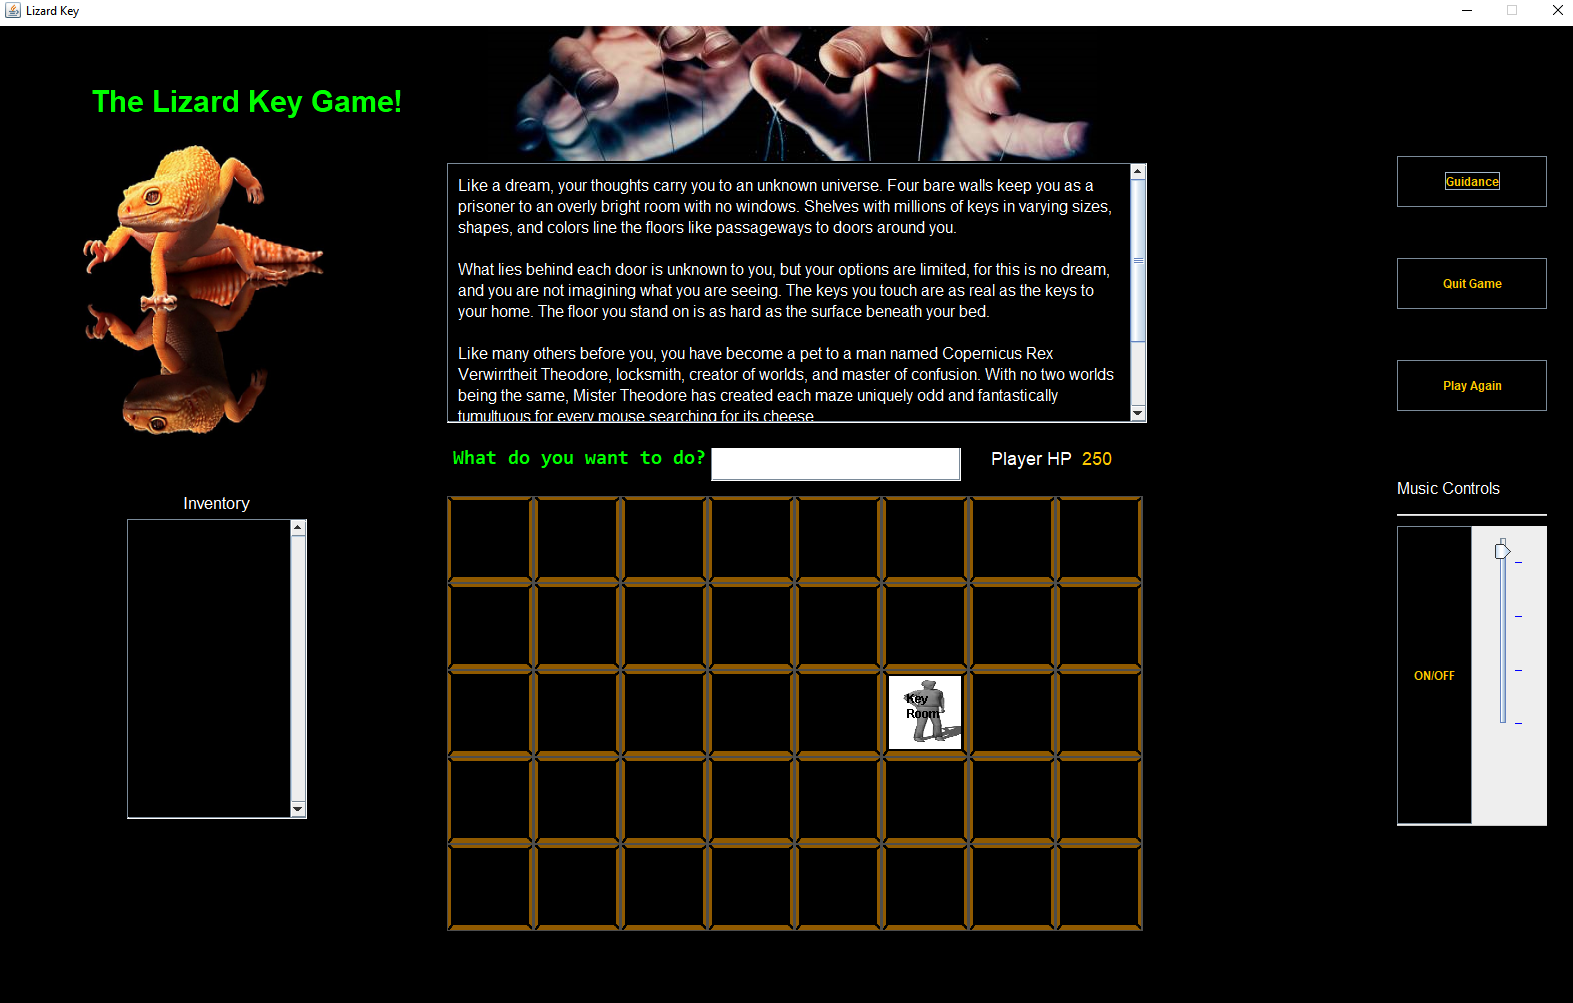 Lizard Key
The Lizard Key Game!
Like a dream, your thoughts carry you to an unknown universe. Four bare walls keep you as a
prisoner to an overly bright room with no windows. Shelves with millions of keys in varying sizes,
shapes, and colors line the floors like passageways to doors around you.
What lies behind each door is unknown to you, but your options are limited, for this is no dream,
and you are not imagining what you are seeing. The keys you touch are as real as the keys to
your home. The floor you stand on is as hard as the surface beneath your bed.
Like many others before you, you have become a pet to a man named Copernicus Rex
Verwirrtheit Theodore, locksmith, creator of worlds, and master of confusion. With no two worlds
being the same, Mister Theodore has created each maze uniquely odd and fantastically
tumultuous for every mouse searching for its cheese
What do you want to do?
Player HP 250
Inventory
Key
Room
Guidance
Quit Game
Play Again
Music Controls
ON/OFF